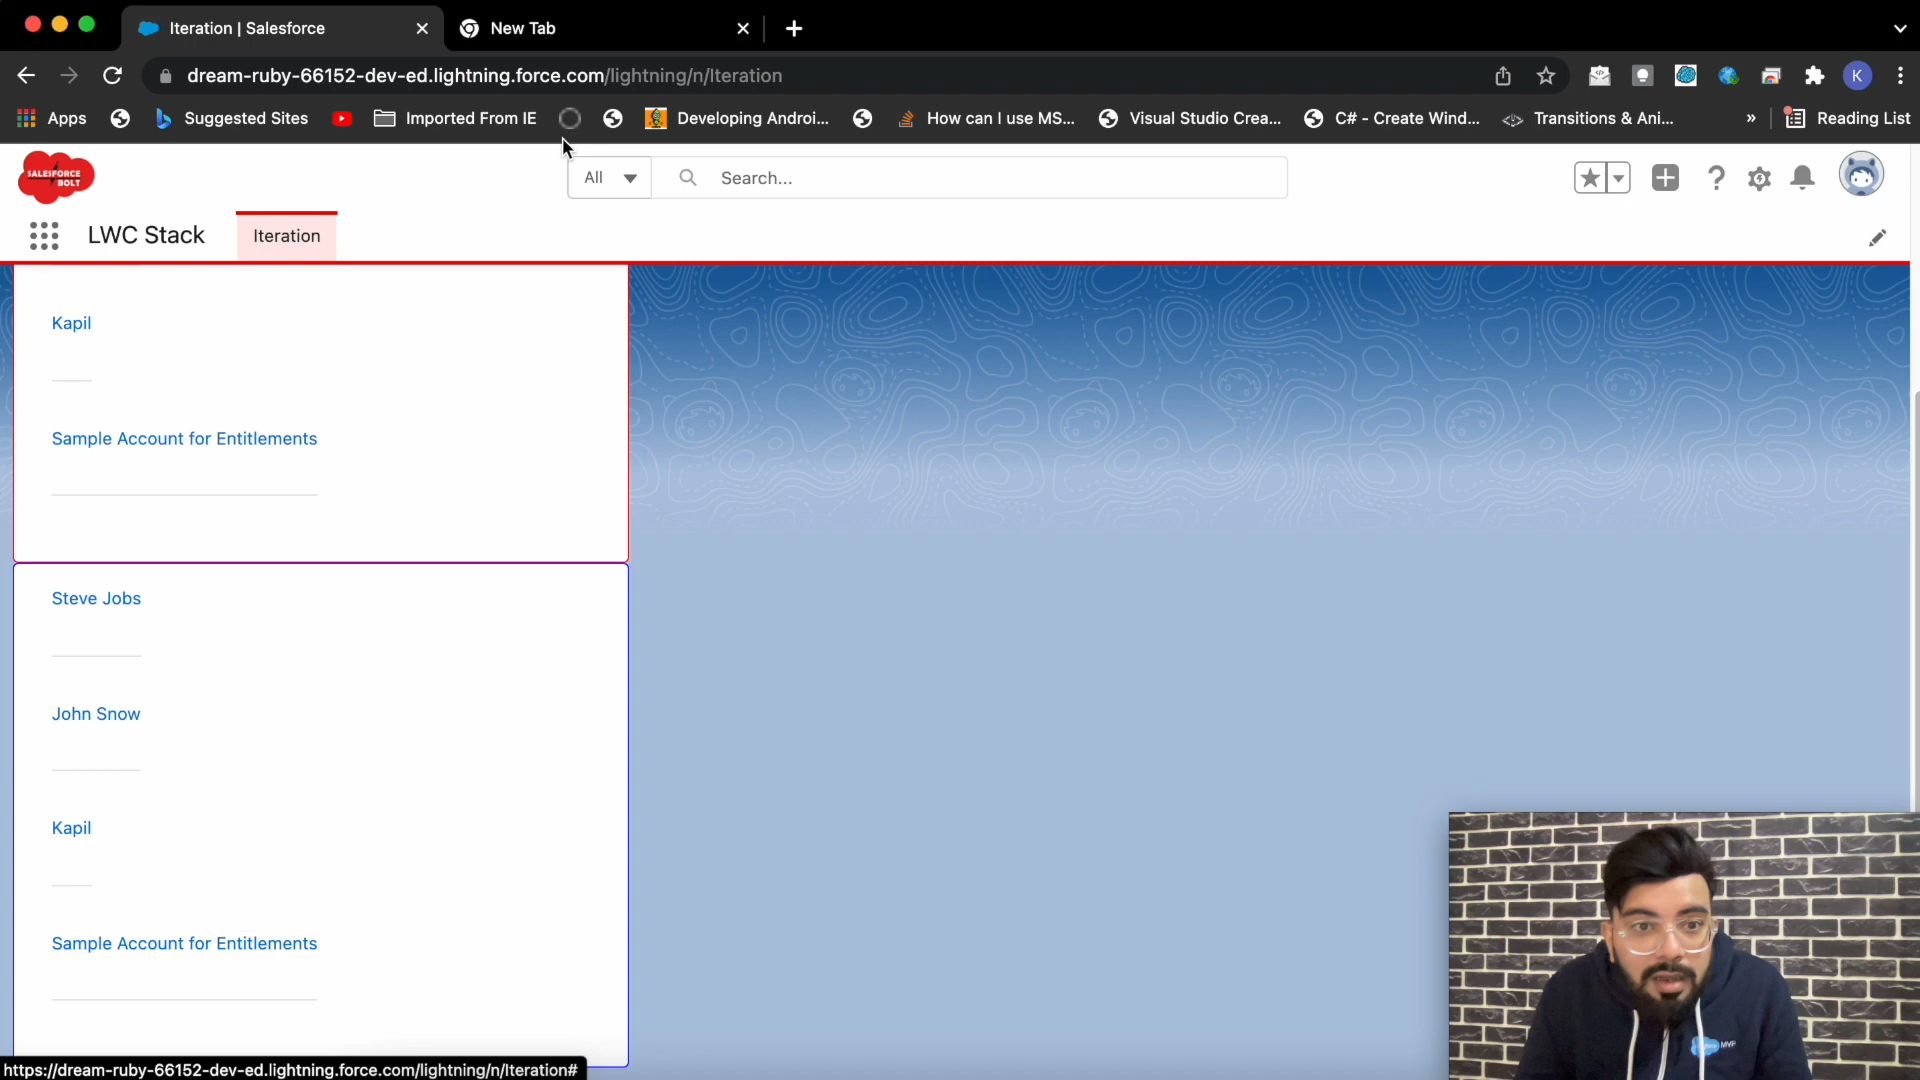 Iteration | Salesforce
New Tab
dream-ruby-66152-dev-ed.lightning.force.com/lightning/n/Iteration
K
Apps
Suggested Sites
Imported From IE
Developing Androi...
How can I use MS...
Visual Studio Crea...
C# - Create Wind...
Transitions & Ani...
»
Reading List
SALESFORCE
BOLT
All
Search...
LWC Stack
Iteration
Kapil
Sample Account for Entitlements
Steve Jobs
John Snow
Kapil
Sample Account for Entitlements
MVP
https://dream-ruby-66152-dev-ed.lightning.force.com/lightning/n/Iteration#